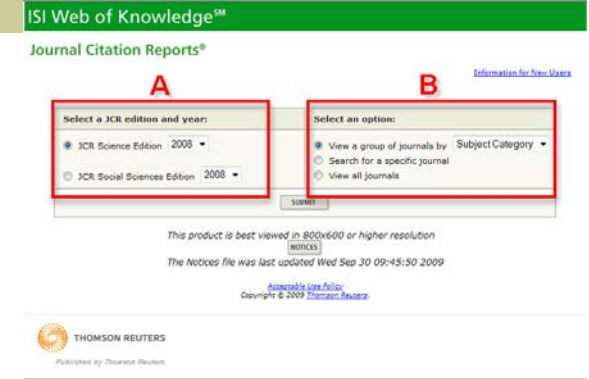 ISI Web of Knowledge℠
Journal Citation Reports®
Information for New Users
A
B
Select a JCR edition and year:
Select an option:
JCR Science Edition 2008
View a group of journals by Subject Category
Search for a specific journal
JCR Social Sciences Edition 2008
View all journals
SUBMIT
This product is best viewed in 800x600 or higher resolution
NOTICES
The Notices file was last updated Wed Sep 30 09:45:50 2009
Acceptable Use Policy
Copyright © 2009 Thomson Reuters.
THOMSON REUTERS
Published by Thomson Reuters